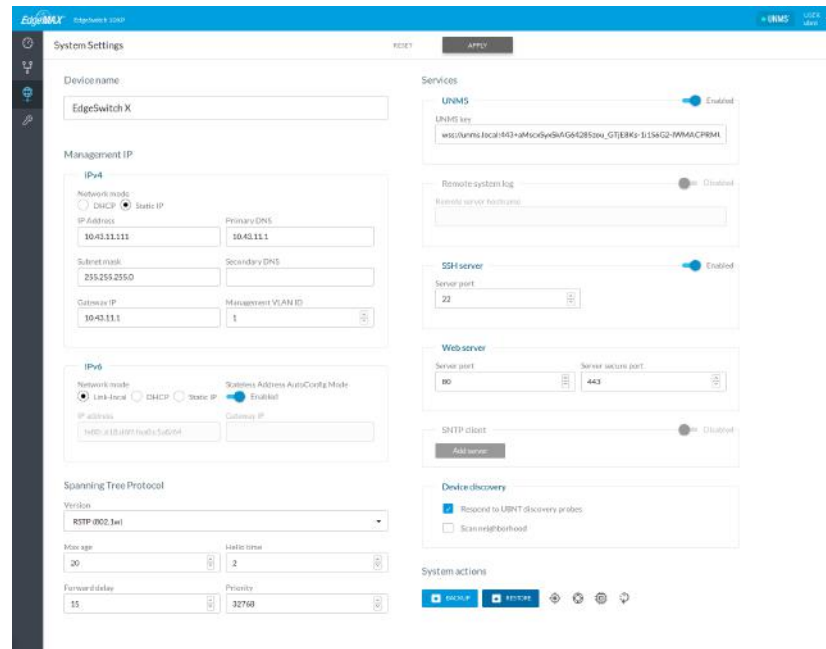 EdgeMAX EdgeSwitch 10XP
UNMS
USER
ubnt
System Settings
RESET
APPLY
Device name
EdgeSwitch X
Management IP
IPv4
Network mode
DHCP Static IP
IP Address Primary DNS
10.43.11.111 10.43.11.1
Subnet mask Secondary DNS
255.255.255.0
Gateway IP Management VLAN ID
10.43.11.1 1
IPv6
Network mode Stateless Address AutoConfig Mode
Link-local DHCP Static IP Enabled
IP address Gateway IP
Spanning Tree Protocol
Version
RSTP (802.1w)
Max age Hello time
20 2
Forward delay Priority
15 32768
Services
UNMS Enabled
UNMS key
Remote system log Disabled
Remote server hostname
SSH server Enabled
Server port
22
Web server
Server port Server secure port
80 443
SNTP client Disabled
Add server
Device discovery
Respond to UBNT discovery probes
Scan neighborhood
System actions
BACKUP RESTORE